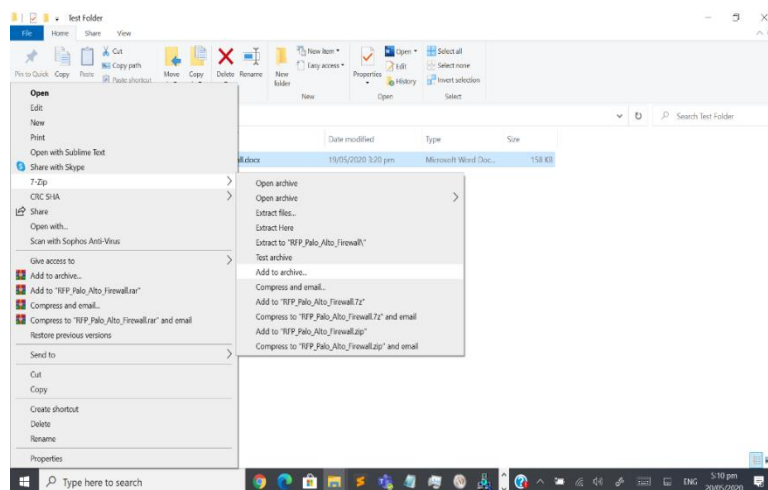 Test Folder
File Home Share View
Pin to Quick Copy Paste Cut Copy path Paste shortcut Move Copy Delete Rename New folder New item Easy access Properties Open Edit History Select all Select none Invert selection
New Open Select
Search Test Folder
Date modified Type Size
all.docx 19/05/2020 3:20 pm Microsoft Word Doc... 158 KB
Open
Edit
New
Print
Open with Sublime Text
Share with Skype
7-Zip
CRC SHA
Share
Open with...
Scan with Sophos Anti-Virus
Give access to
Add to archive...
Add to "RFP_Palo_Alto_Firewall.rar"
Compress and email...
Compress to "RFP_Palo_Alto_Firewall.rar" and email
Restore previous versions
Send to
Cut
Copy
Create shortcut
Delete
Rename
Properties
Open archive
Open archive
Extract files...
Extract Here
Extract to "RFP_Palo_Alto_Firewall\"
Test archive
Add to archive...
Compress and email...
Add to "RFP_Palo_Alto_Firewall.7z"
Compress to "RFP_Palo_Alto_Firewall.7z" and email
Add to "RFP_Palo_Alto_Firewall.zip"
Compress to "RFP_Palo_Alto_Firewall.zip" and email
Type here to search
ENG
5:10 pm
20/05/2020